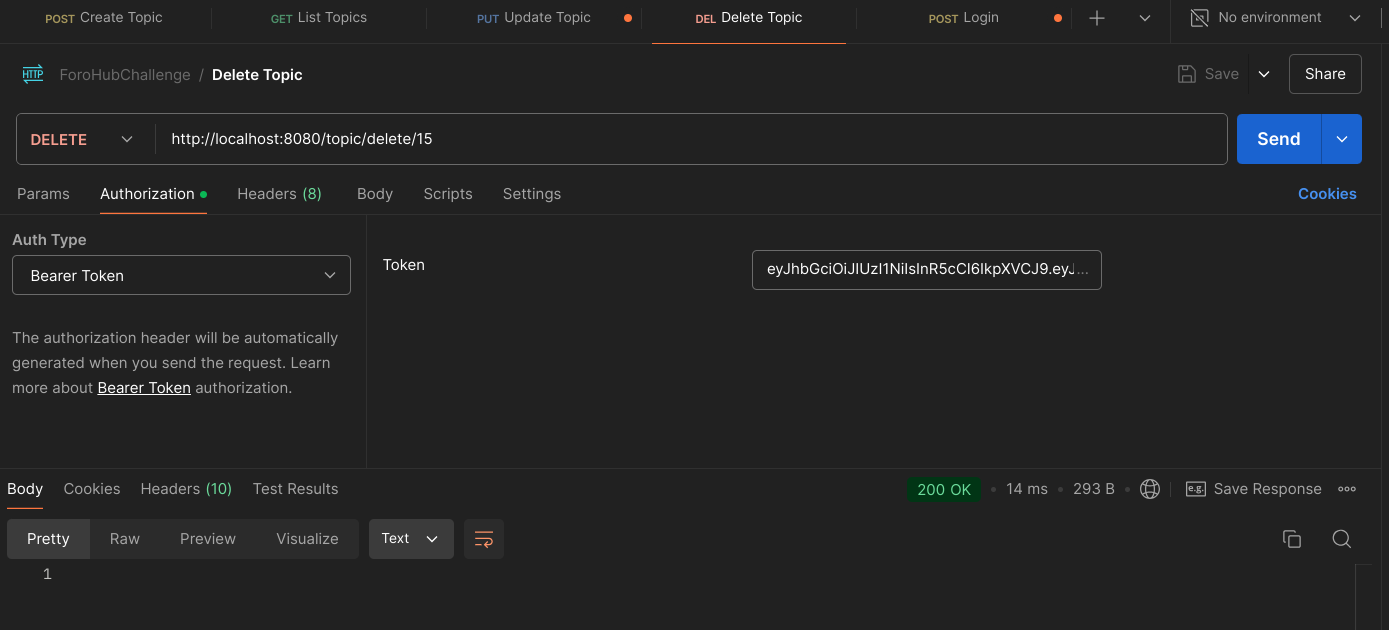 POST Create Topic GET List Topics PUT Update Topic DEL Delete Topic POST Login No environment
HTTP ForoHubChallenge / Delete Topic Save Share
DELETE http://localhost:8080/topic/delete/15 Send
Params Authorization Headers (8) Body Scripts Settings Cookies
Auth Type
Bearer Token
Token eyJhbGciOiJIUzI1NiIsInR5cCI6IkpXVCJ9.eyJ...
The authorization header will be automatically
generated when you send the request. Learn
more about Bearer Token authorization.
Body Cookies Headers (10) Test Results 200 OK • 14 ms • 293 B • e.g. Save Response
Pretty Raw Preview Visualize Text
1